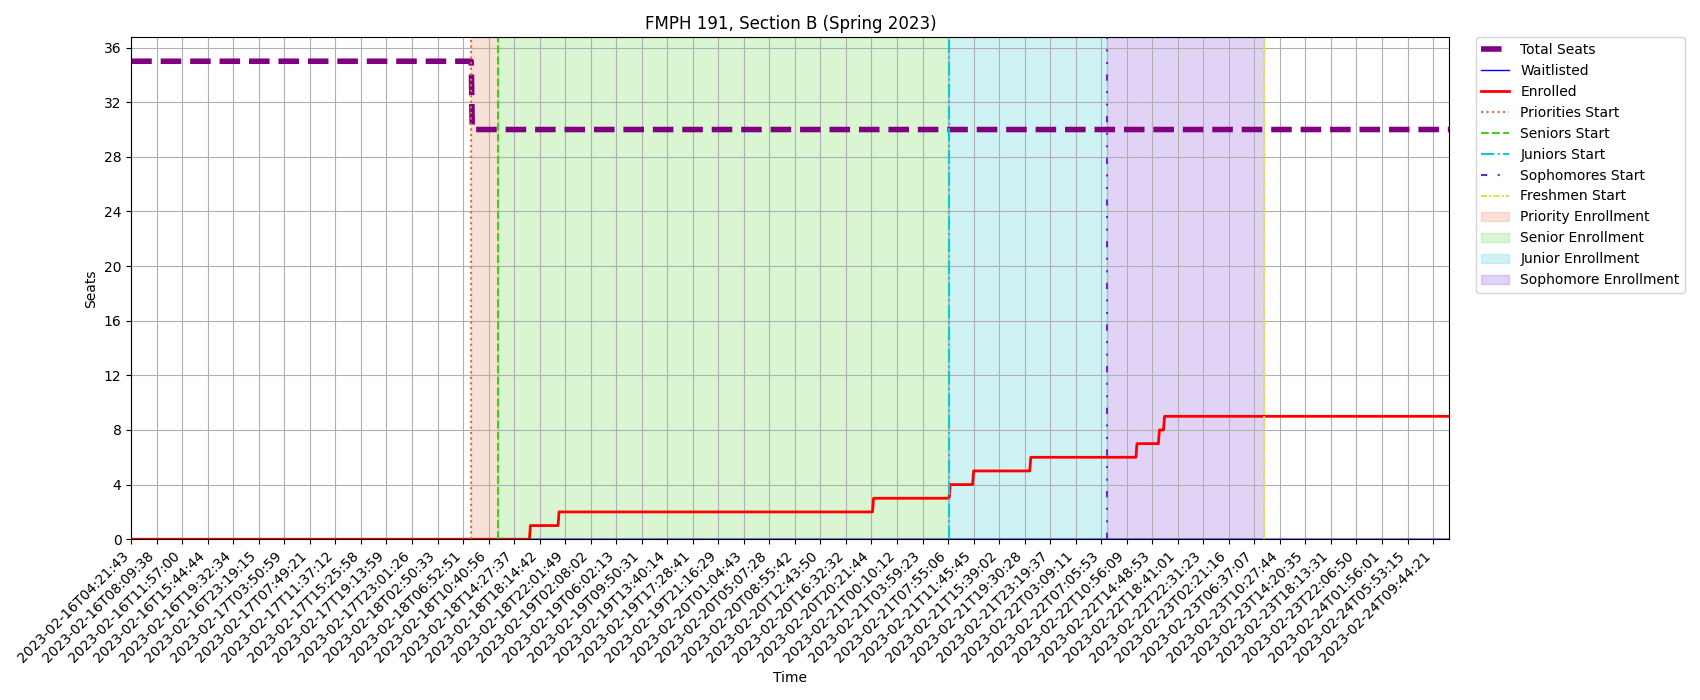 FMPH 191, Section B (Spring 2023)
36
32
28
24
20
16
12
8
4
0
Seats
2023-02-16T04:21:43
2023-02-16T08:09:38
2023-02-16T11:57:00
2023-02-16T15:44:44
2023-02-16T19:32:34
2023-02-16T23:19:15
2023-02-17T03:50:59
2023-02-17T07:49:21
2023-02-17T11:37:12
2023-02-17T15:25:58
2023-02-17T19:13:59
2023-02-17T23:01:26
2023-02-18T02:50:33
2023-02-18T06:52:51
2023-02-18T10:40:56
2023-02-18T14:27:37
2023-02-18T18:14:42
2023-02-18T22:01:49
2023-02-19T02:08:02
2023-02-19T06:02:13
2023-02-19T09:50:31
2023-02-19T13:40:14
2023-02-19T17:28:41
2023-02-19T21:16:29
2023-02-20T01:04:43
2023-02-20T05:07:28
2023-02-20T08:55:42
2023-02-20T12:43:50
2023-02-20T16:32:32
2023-02-20T20:21:44
2023-02-21T00:10:12
2023-02-21T03:59:23
2023-02-21T07:55:06
2023-02-21T11:45:45
2023-02-21T15:39:02
2023-02-21T19:30:28
2023-02-21T23:19:37
2023-02-22T03:09:11
2023-02-22T07:05:53
2023-02-22T10:56:09
2023-02-22T14:48:53
2023-02-22T18:41:01
2023-02-22T22:31:23
2023-02-23T02:21:16
2023-02-23T06:37:07
2023-02-23T10:27:44
2023-02-23T14:20:35
2023-02-23T18:13:31
2023-02-23T22:06:50
2023-02-24T01:56:01
2023-02-24T05:53:15
2023-02-24T09:44:21
Time
Total Seats
Waitlisted
Enrolled
Priorities Start
Seniors Start
Juniors Start
Sophomores Start
Freshmen Start
Priority Enrollment
Senior Enrollment
Junior Enrollment
Sophomore Enrollment